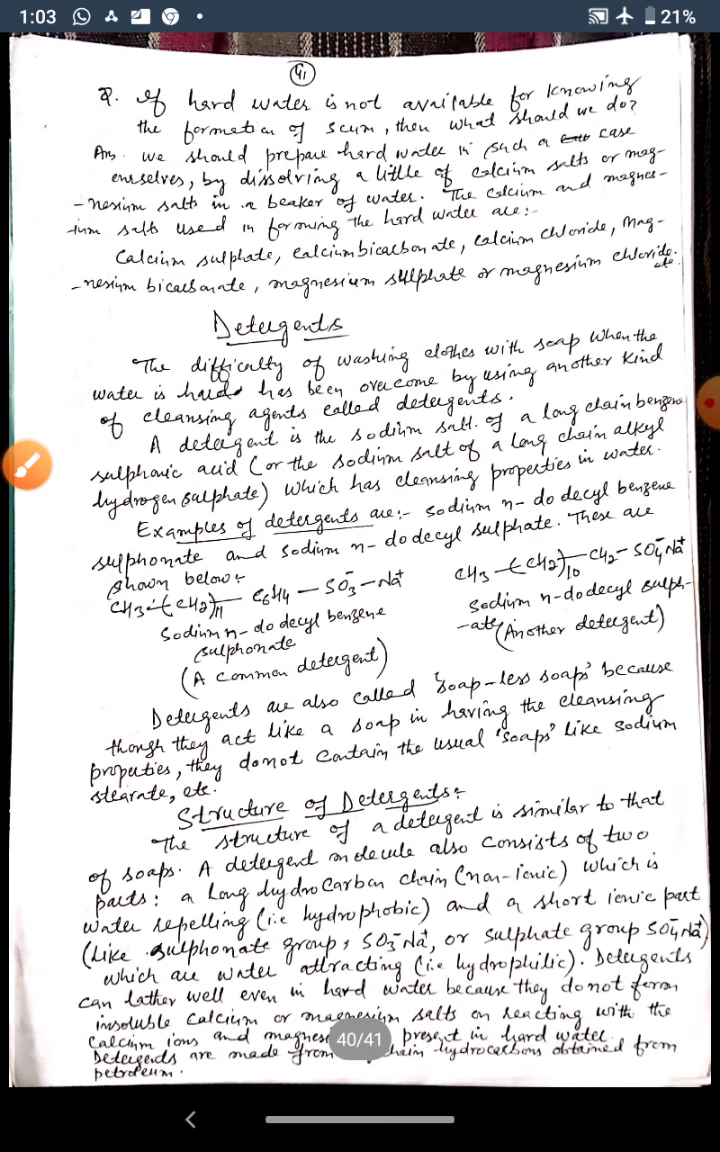 1:03
21%
41
Q. If hard water is not available for knowing
the formation of scum, then what should we do?
Ans. we should prepare hard water in such a case
ourselves, by dissolving a little of calcium salts or mag-
-nesium salts in a beaker of water. The calcium and magnes-
-ium salts used in forming the hard water are:-
Calcium sulphate, calcium bicarbonate, calcium chloride, Mag-
-nesium bicarbonate, magnesium sulphate or magnesium chloride etc.
Detergents
The difficulty of washing clothes with soap when the
water is hard has been overcome by using another kind
of cleansing agents called detergents.
A detergent is the sodium salt of a long chain benzene
sulphonic acid (or the sodium salt of a long chain alkyl
hydrogen sulphate) which has cleansing properties in water.
Examples of detergents are:- sodium n-dodecyl benzene
sulphonate and sodium n-dodecyl sulphate. These are
shown below:-
CH3-(CH2)11-C6H4-SO3⁻-Na⁺
CH3-(CH2)10-CH2-SO4⁻Na⁺
Sodium n-dodecyl benzene
sulphonate
(A common detergent)
Sodium n-dodecyl sulph-
-ate
(Another detergent)
Detergents are also called 'soap-less soaps' because
though they act like a soap in having the cleansing
properties, they donot contain the usual 'soaps' like sodium
stearate, etc.
Structure of Detergents:-
The structure of a detergent is similar to that
of soaps. A detergent molecule also consists of two
parts: a long hydrocarbon chain (non-ionic) which is
water repelling (i.e hydrophobic) and a short ionic part
(like sulphonate group, SO3⁻Na⁺, or sulphate group SO4⁻Na⁺)
which are water attracting (i.e hydrophilic). Detergents
can lather well even in hard water because they do not form
insoluble calcium or magnesium salts on reacting with the
calcium ions and magnes present in hard water.
Detergents are made from chain hydrocarbons obtained from
petroleum.
40/41